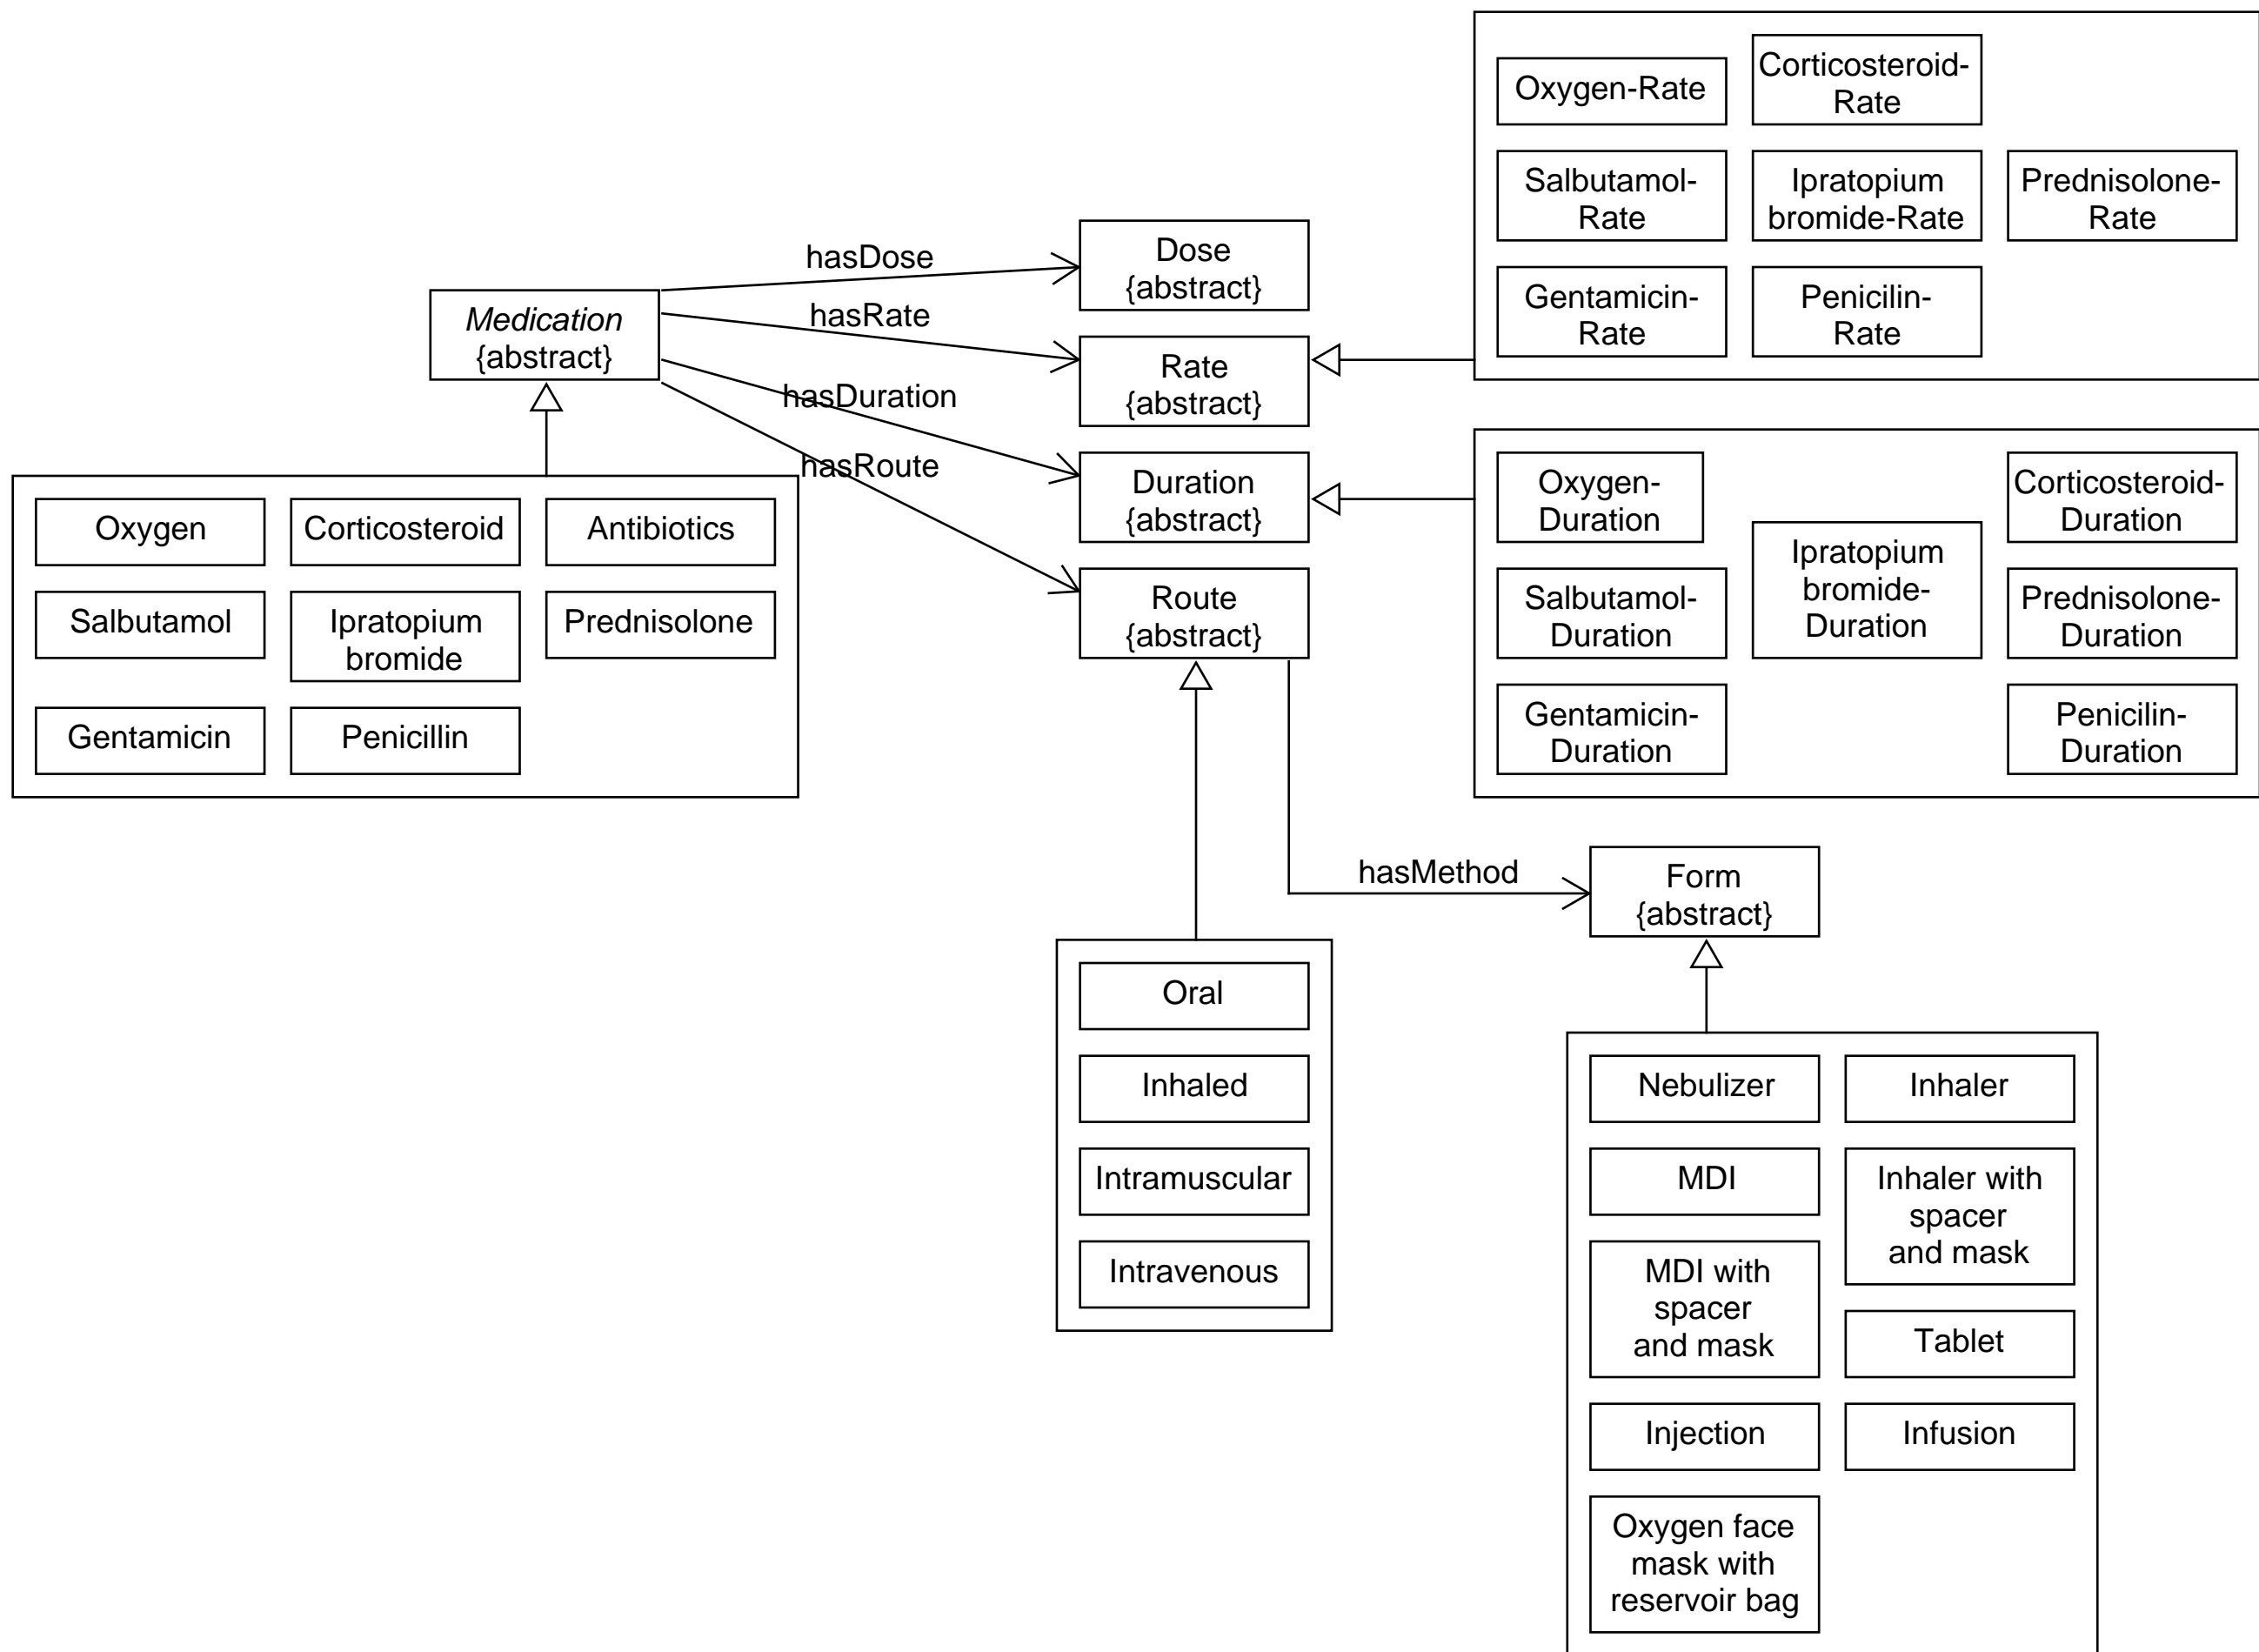 Oxygen-Rate
Corticosteroid-
Rate
Salbutamol-
Rate
Ipratopium
bromide-Rate
Prednisolone-
Rate
Gentamicin-
Rate
Penicilin-
Rate
hasDose
hasRate
hasDuration
hasRoute
Medication
{abstract}
Dose
{abstract}
Rate
{abstract}
Duration
{abstract}
Route
{abstract}
Oxygen
Corticosteroid
Antibiotics
Salbutamol
Ipratopium
bromide
Prednisolone
Gentamicin
Penicillin
Oxygen-
Duration
Corticosteroid-
Duration
Ipratopium
bromide-
Duration
Salbutamol-
Duration
Prednisolone-
Duration
Gentamicin-
Duration
Penicilin-
Duration
hasMethod
Form
{abstract}
Oral
Inhaled
Intramuscular
Intravenous
Nebulizer
Inhaler
MDI
Inhaler with
spacer
and mask
MDI with
spacer
and mask
Tablet
Injection
Infusion
Oxygen face
mask with
reservoir bag